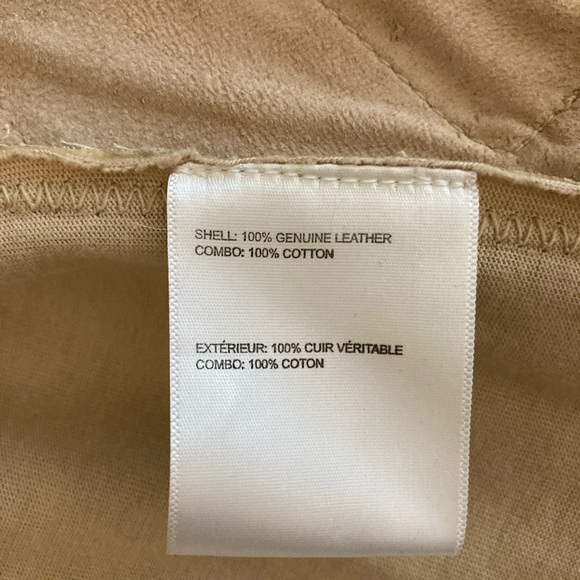 SHELL: 100% GENUINE LEATHER
COMBO: 100% COTTON
EXTÉRIEUR: 100% CUIR VÉRITABLE
COMBO: 100% COTON